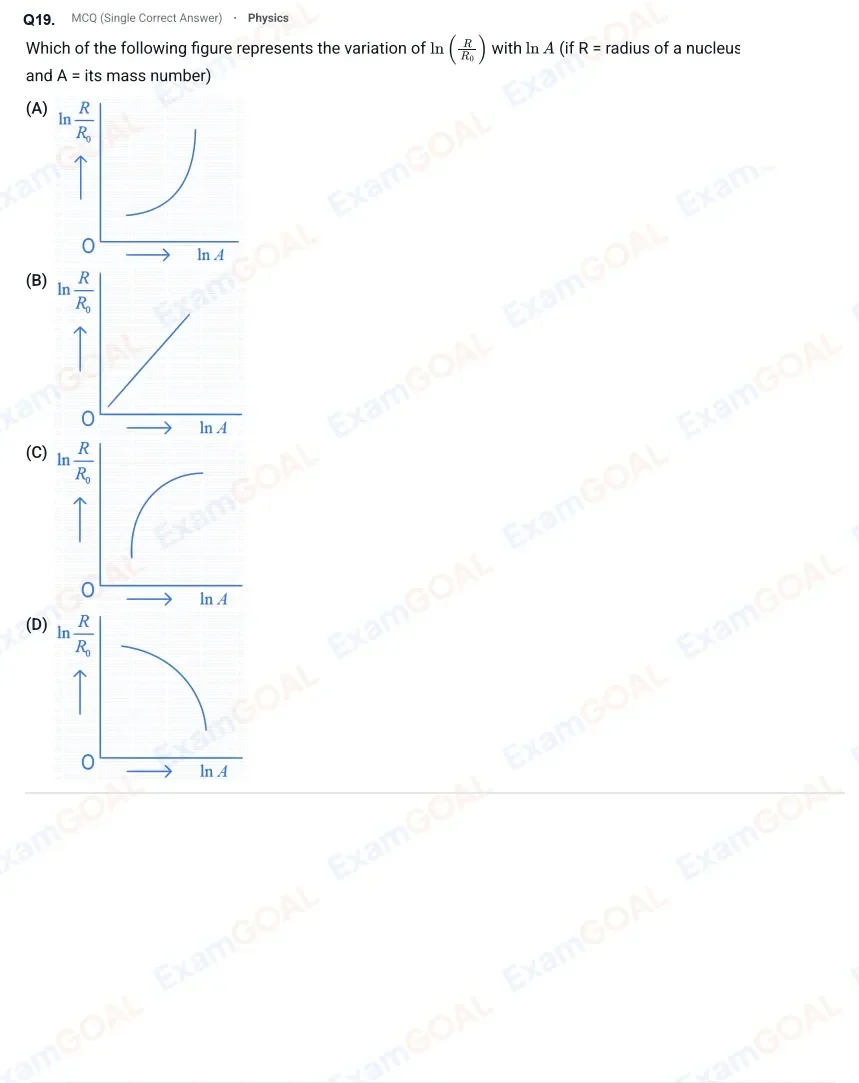 Q19. MCQ (Single Correct Answer) · Physics
Which of the following figure represents the variation of ln (R/R₀) with ln A (if R = radius of a nucleus
and A = its mass number)
(A) ln R/R₀
O
ln A
(B) ln R/R₀
O
ln A
(C) ln R/R₀
O
ln A
(D) ln R/R₀
O
ln A
ExamGOAL